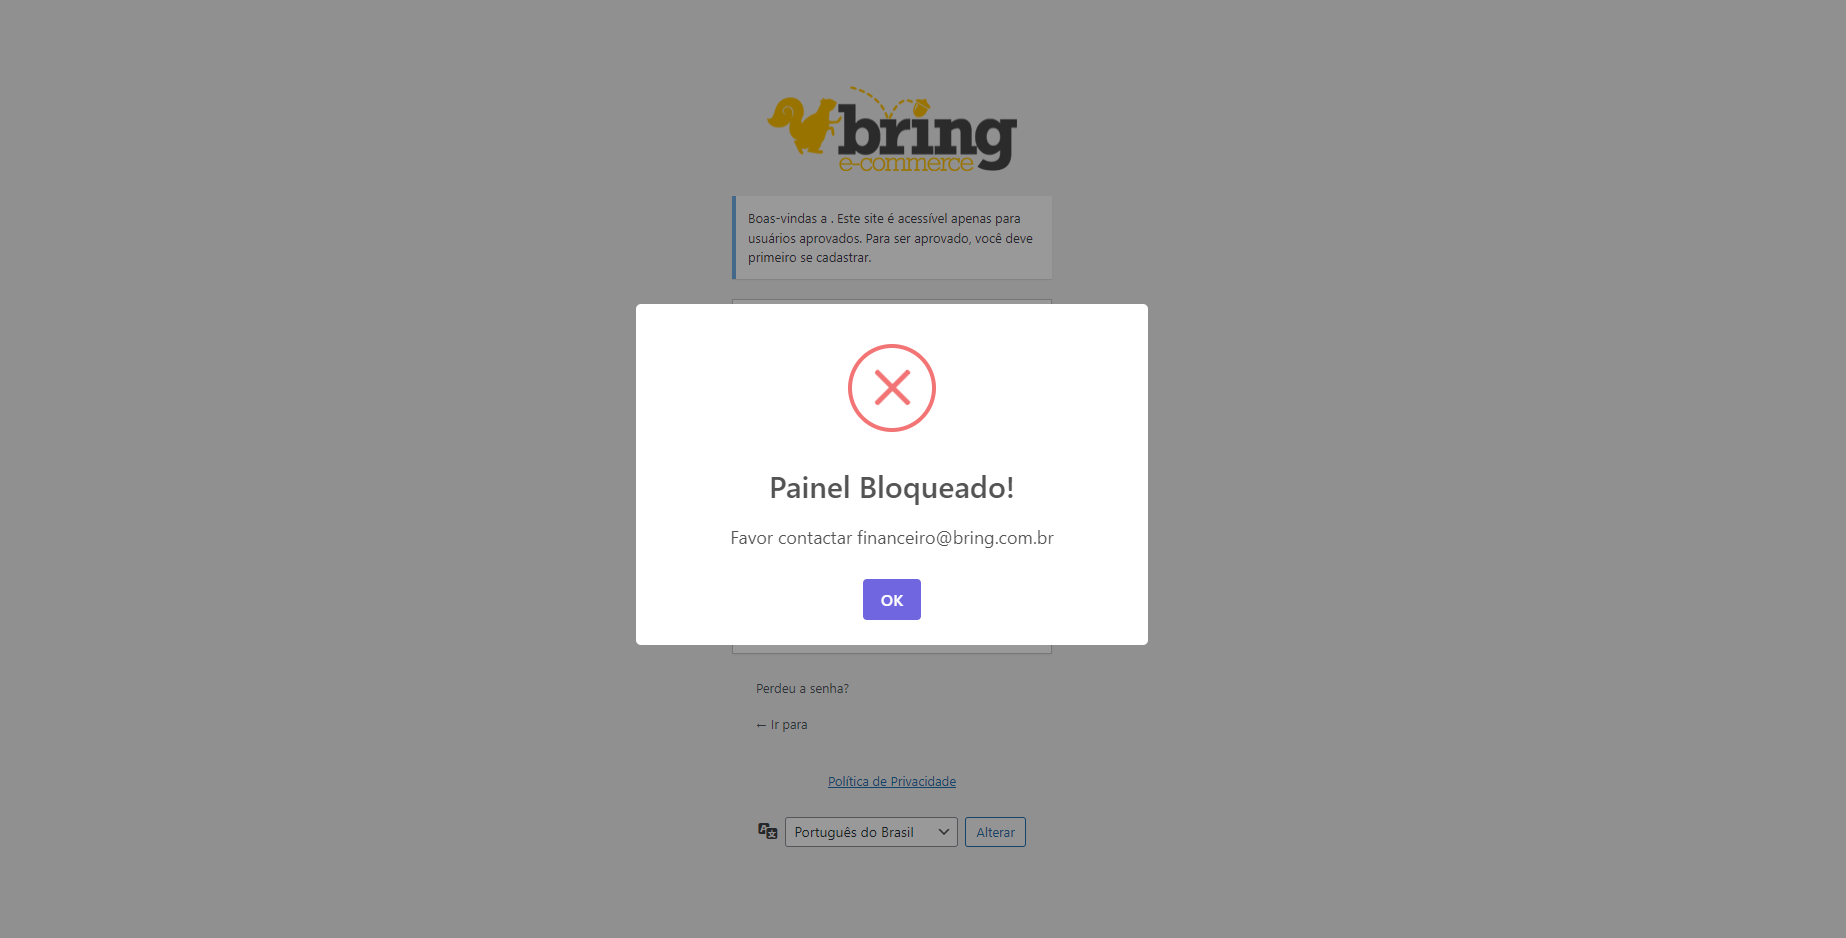 bring
e-commerce
Boas-vindas a . Este site é acessível apenas para
usuários aprovados. Para ser aprovado, você deve
primeiro se cadastrar.
Painel Bloqueado!
Favor contactar financeiro@bring.com.br
OK
Perdeu a senha?
← Ir para
Política de Privacidade
Português do Brasil
Alterar